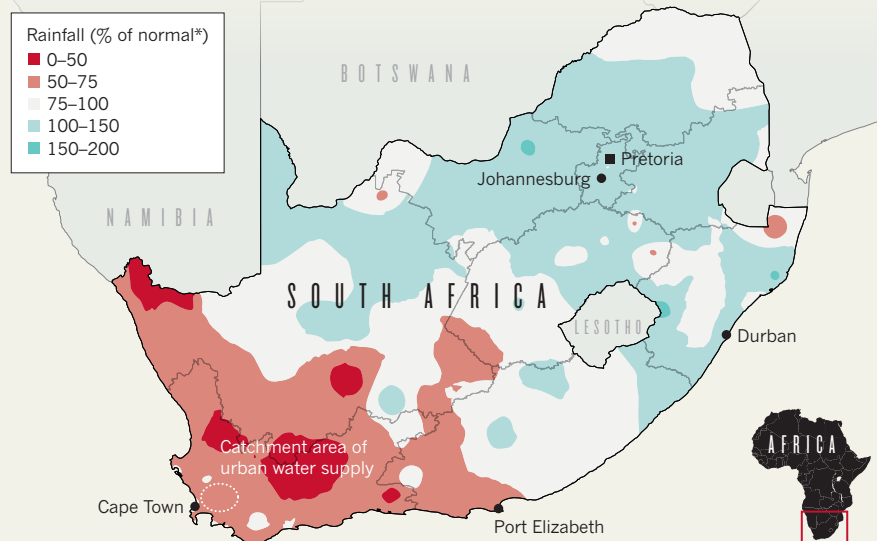 Rainfall (% of normal*)
0–50
50–75
75–100
100–150
150–200
BOTSWANA
NAMIBIA
Pretoria
Johannesburg
SOUTH AFRICA
LESOTHO
Durban
Catchment area of
urban water supply
Cape Town
Port Elizabeth
AFRICA